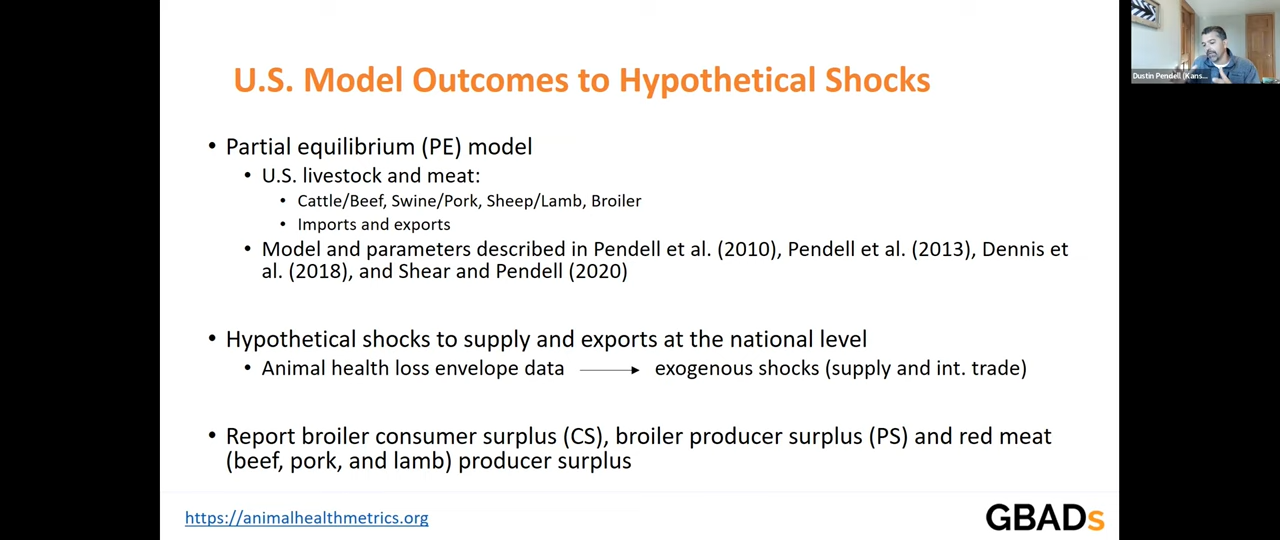 U.S. Model Outcomes to Hypothetical Shocks
• Partial equilibrium (PE) model
• U.S. livestock and meat:
• Cattle/Beef, Swine/Pork, Sheep/Lamb, Broiler
• Imports and exports
• Model and parameters described in Pendell et al. (2010), Pendell et al. (2013), Dennis et
al. (2018), and Shear and Pendell (2020)
• Hypothetical shocks to supply and exports at the national level
• Animal health loss envelope data → exogenous shocks (supply and int. trade)
• Report broiler consumer surplus (CS), broiler producer surplus (PS) and red meat
(beef, pork, and lamb) producer surplus
https://animalhealthmetrics.org
GBADs
Dustin Pendell (Kans...